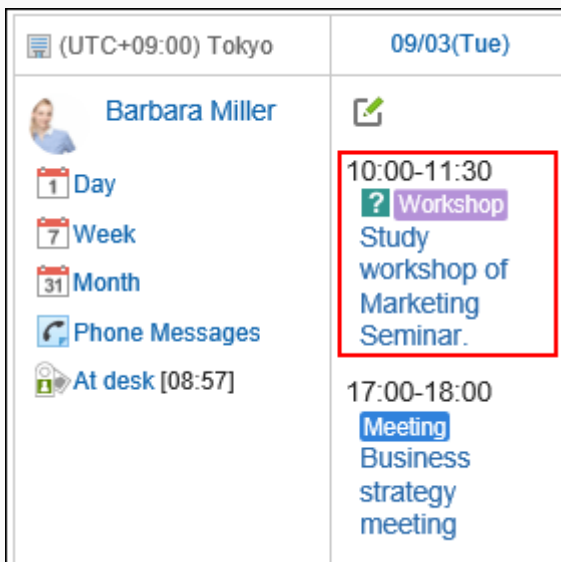 (UTC+09:00) Tokyo
09/03(Tue)
Barbara Miller
1 Day
7 Week
31 Month
Phone Messages
At desk [08:57]
10:00-11:30
? Workshop
Study
workshop of
Marketing
Seminar.
17:00-18:00
Meeting
Business
strategy
meeting